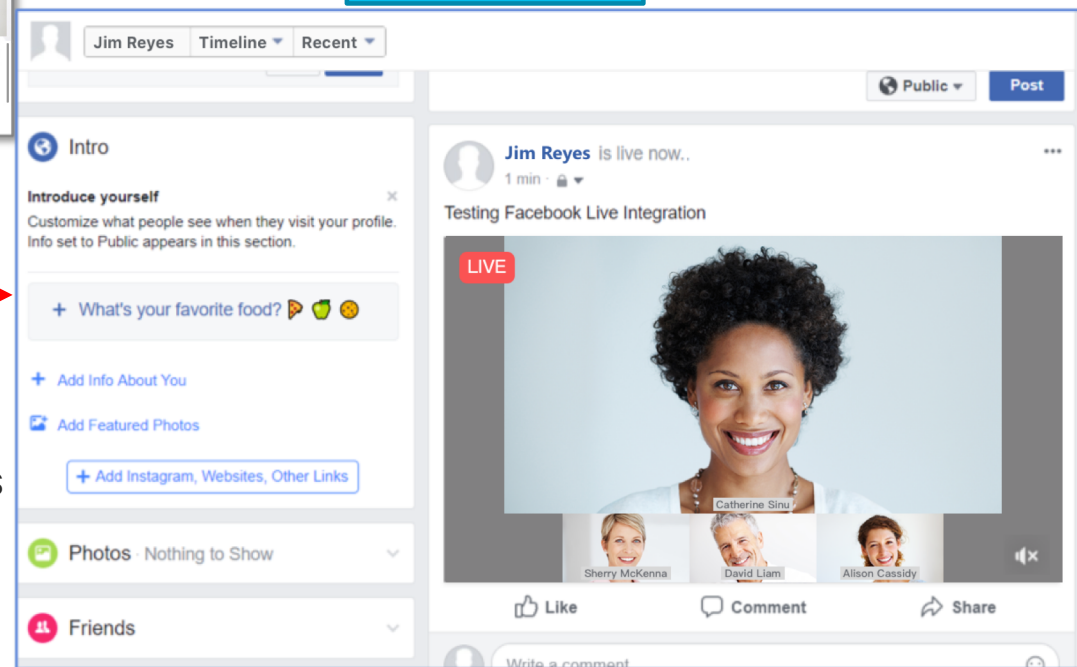 Jim Reyes Timeline Recent
Public Post
Intro
Introduce yourself
Customize what people see when they visit your profile.
Info set to Public appears in this section.
+ What's your favorite food?
+ Add Info About You
Add Featured Photos
+ Add Instagram, Websites, Other Links
Photos · Nothing to Show
Friends
Jim Reyes is live now..
1 min ·
Testing Facebook Live Integration
LIVE
Catherine Sinu
Sherry McKenna David Liam Alison Cassidy
Like Comment Share
Write a comment
s